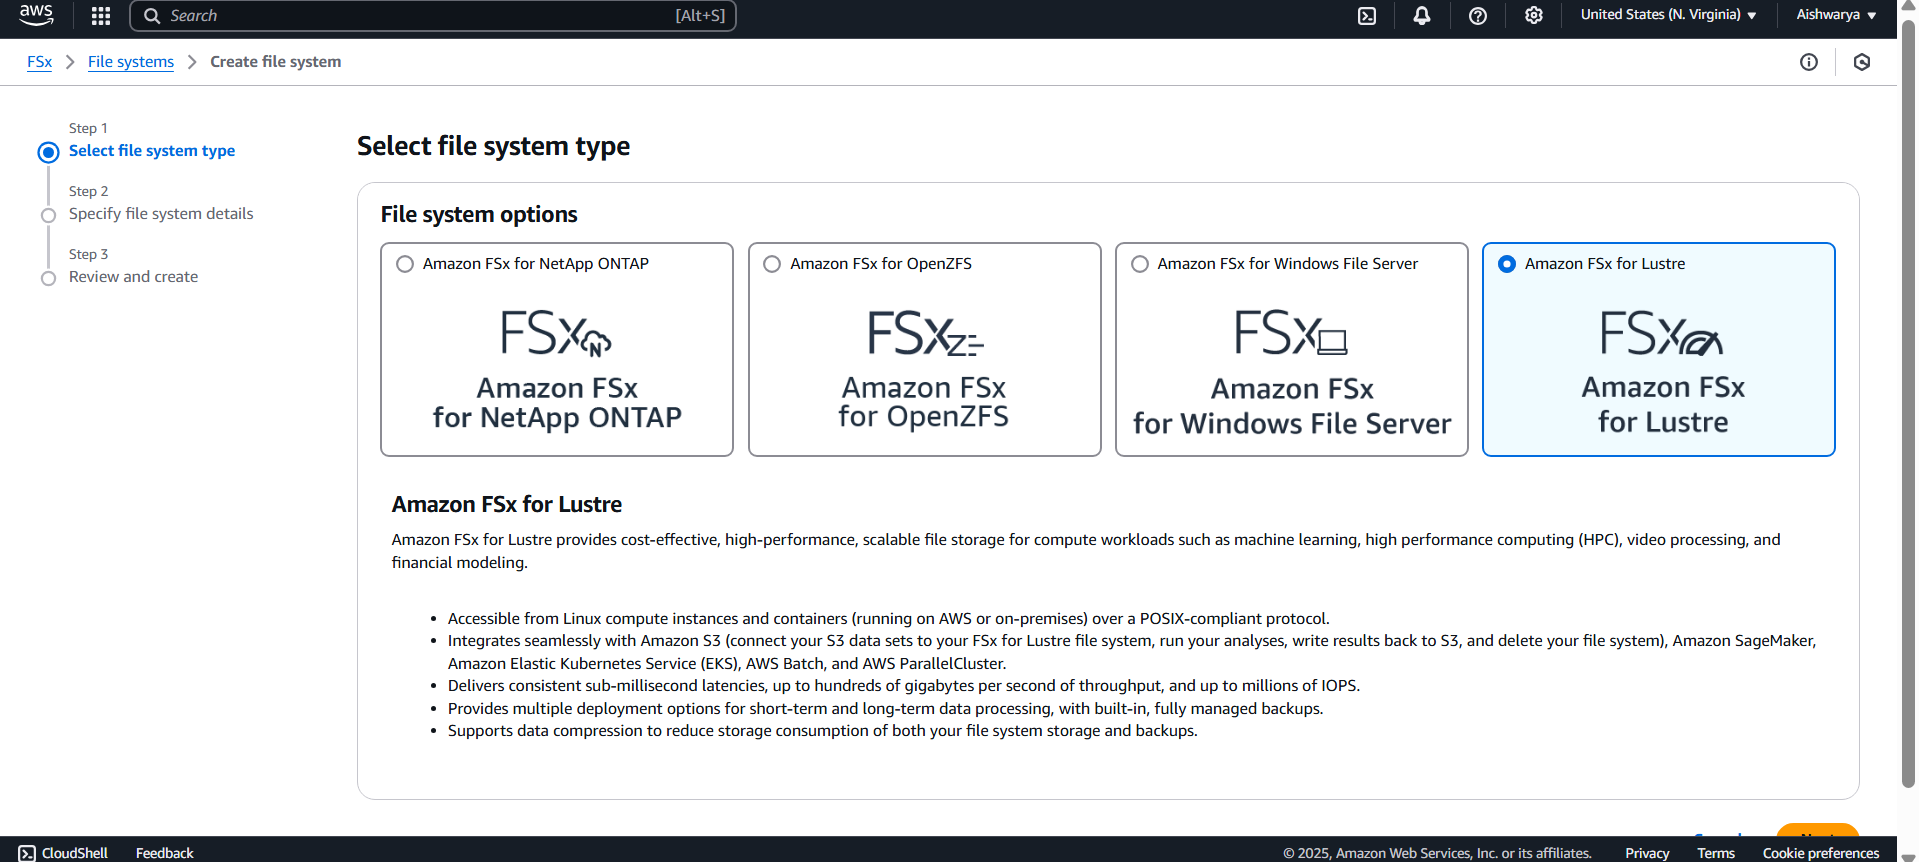 aws
Search
[Alt+S]
United States (N. Virginia)
Aishwarya
FSx
File systems
Create file system
Step 1
Select file system type
Step 2
Specify file system details
Step 3
Review and create
Select file system type
File system options
Amazon FSx for NetApp ONTAP
FSx N
Amazon FSx
for NetApp ONTAP
Amazon FSx for OpenZFS
FSx Z
Amazon FSx
for OpenZFS
Amazon FSx for Windows File Server
FSx
Amazon FSx
for Windows File Server
Amazon FSx for Lustre
FSx
Amazon FSx
for Lustre
Amazon FSx for Lustre
Amazon FSx for Lustre provides cost-effective, high-performance, scalable file storage for compute workloads such as machine learning, high performance computing (HPC), video processing, and
financial modeling.
• Accessible from Linux compute instances and containers (running on AWS or on-premises) over a POSIX-compliant protocol.
• Integrates seamlessly with Amazon S3 (connect your S3 data sets to your FSx for Lustre file system, run your analyses, write results back to S3, and delete your file system), Amazon SageMaker,
Amazon Elastic Kubernetes Service (EKS), AWS Batch, and AWS ParallelCluster.
• Delivers consistent sub-millisecond latencies, up to hundreds of gigabytes per second of throughput, and up to millions of IOPS.
• Provides multiple deployment options for short-term and long-term data processing, with built-in, fully managed backups.
• Supports data compression to reduce storage consumption of both your file system storage and backups.
CloudShell
Feedback
© 2025, Amazon Web Services, Inc. or its affiliates.
Privacy
Terms
Cookie preferences